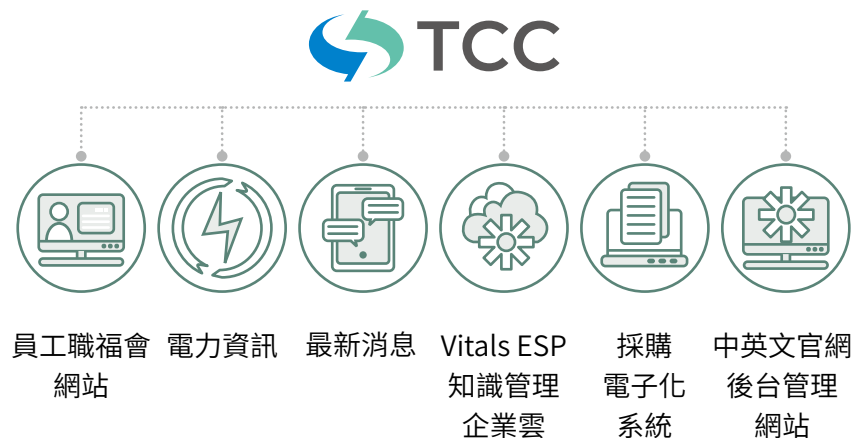 TCC
員工職福會
網站
電力資訊
最新消息
Vitals ESP
知識管理
企業雲
採購
電子化
系統
中英文官網
後台管理
網站